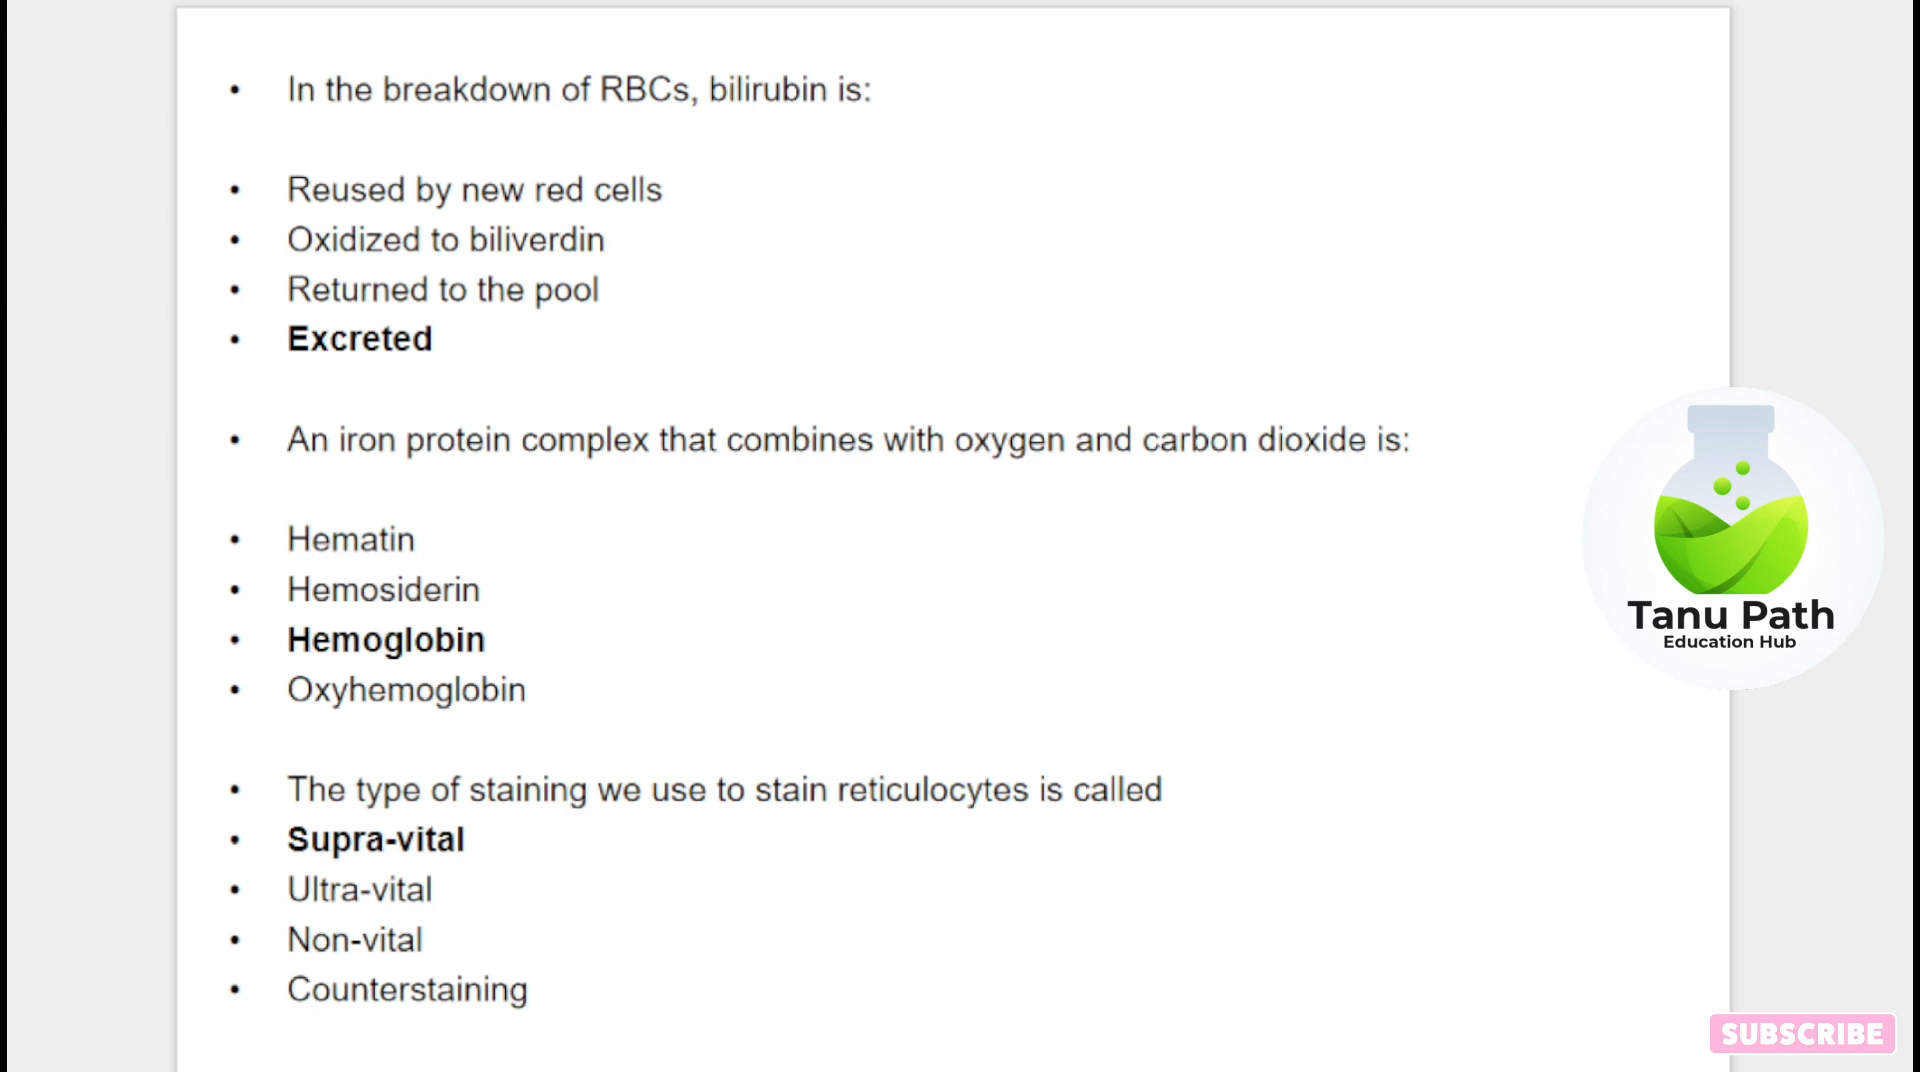 • In the breakdown of RBCs, bilirubin is:
• Reused by new red cells
• Oxidized to biliverdin
• Returned to the pool
• Excreted
• An iron protein complex that combines with oxygen and carbon dioxide is:
• Hematin
• Hemosiderin
• Hemoglobin
• Oxyhemoglobin
• The type of staining we use to stain reticulocytes is called
• Supra-vital
• Ultra-vital
• Non-vital
• Counterstaining
Tanu Path
Education Hub
SUBSCRIBE